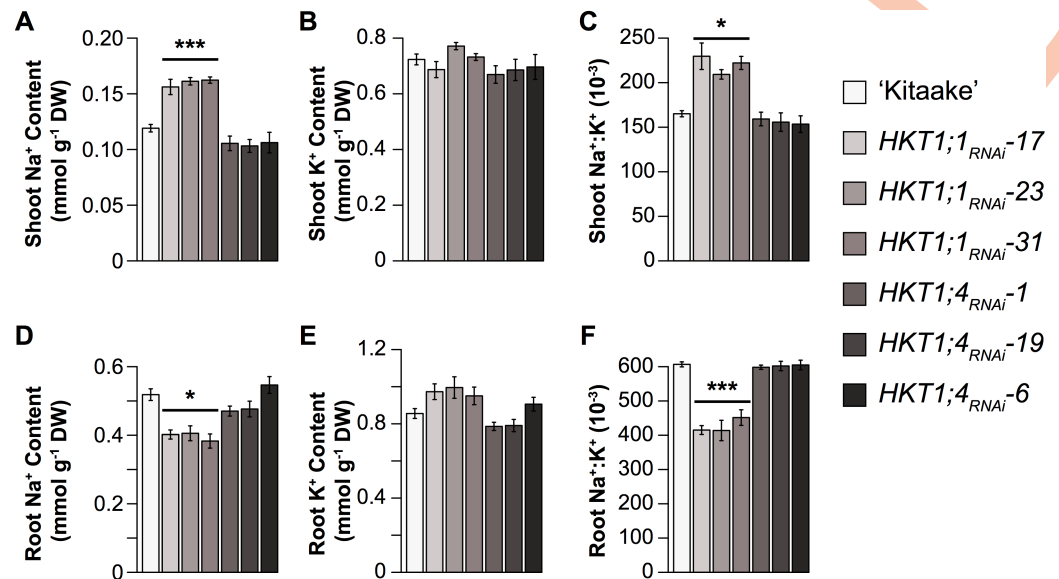 A
Shoot Na⁺ Content
(mmol g⁻¹ DW)
0.20
0.15
0.10
0.05
0
***
B
Shoot K⁺ Content
(mmol g⁻¹ DW)
0.8
0.6
0.4
0.2
0
C
Shoot Na⁺:K⁺ (10⁻³)
250
200
150
100
50
0
*
'Kitaake'
HKT1;1RNAi-17
HKT1;1RNAi-23
HKT1;1RNAi-31
HKT1;4RNAi-1
HKT1;4RNAi-19
HKT1;4RNAi-6
D
Root Na⁺ Content
(mmol g⁻¹ DW)
0.6
0.4
0.2
0
*
E
Root K⁺ Content
(mmol g⁻¹ DW)
1.2
0.8
0.4
0
F
Root Na⁺:K⁺ (10⁻³)
600
500
400
300
200
100
0
***